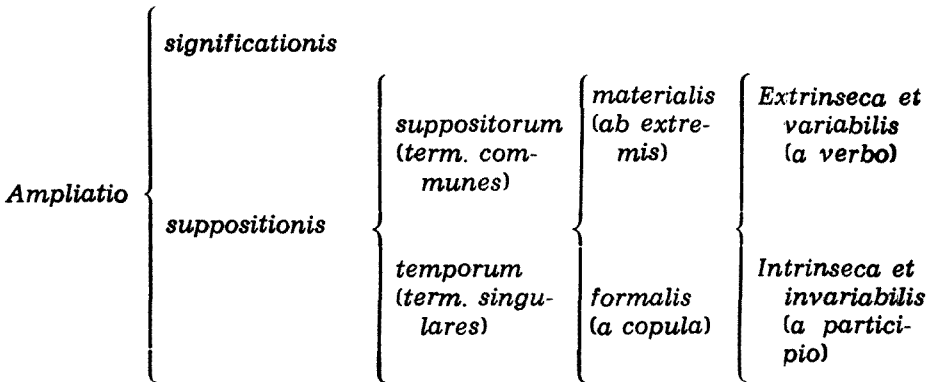 Ampliatio
significationis
suppositionis
suppositorum
(term. com-
munes)
temporum
(term. singu-
lares)
materialis
(ab extre-
mis)
formalis
(a copula)
Extrinseca et
variabilis
(a verbo)
Intrinseca et
invariabilis
(a partici-
pio)